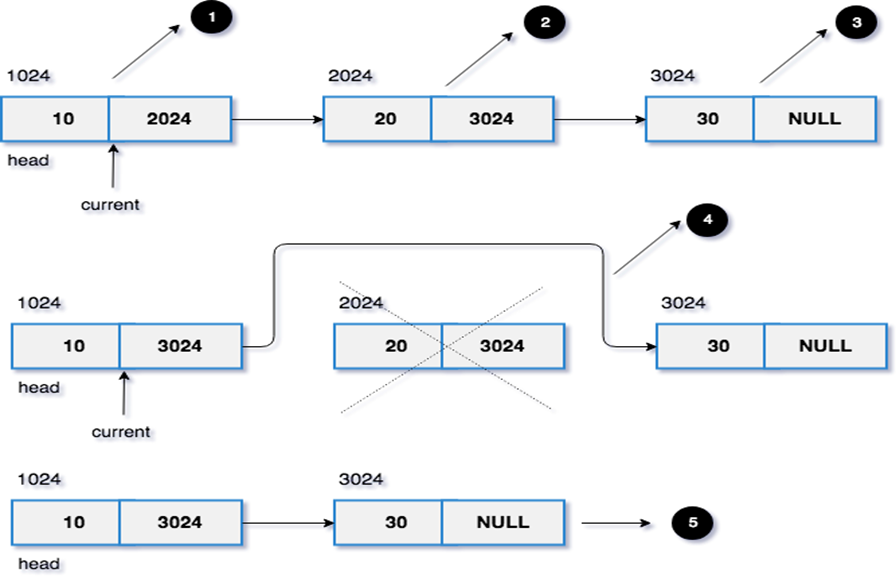 1 2 3
1024 2024 3024
10 2024 20 3024 30 NULL
head
current
4
1024 2024 3024
10 3024 20 3024 30 NULL
head
current
1024 3024
10 3024 30 NULL 5
head